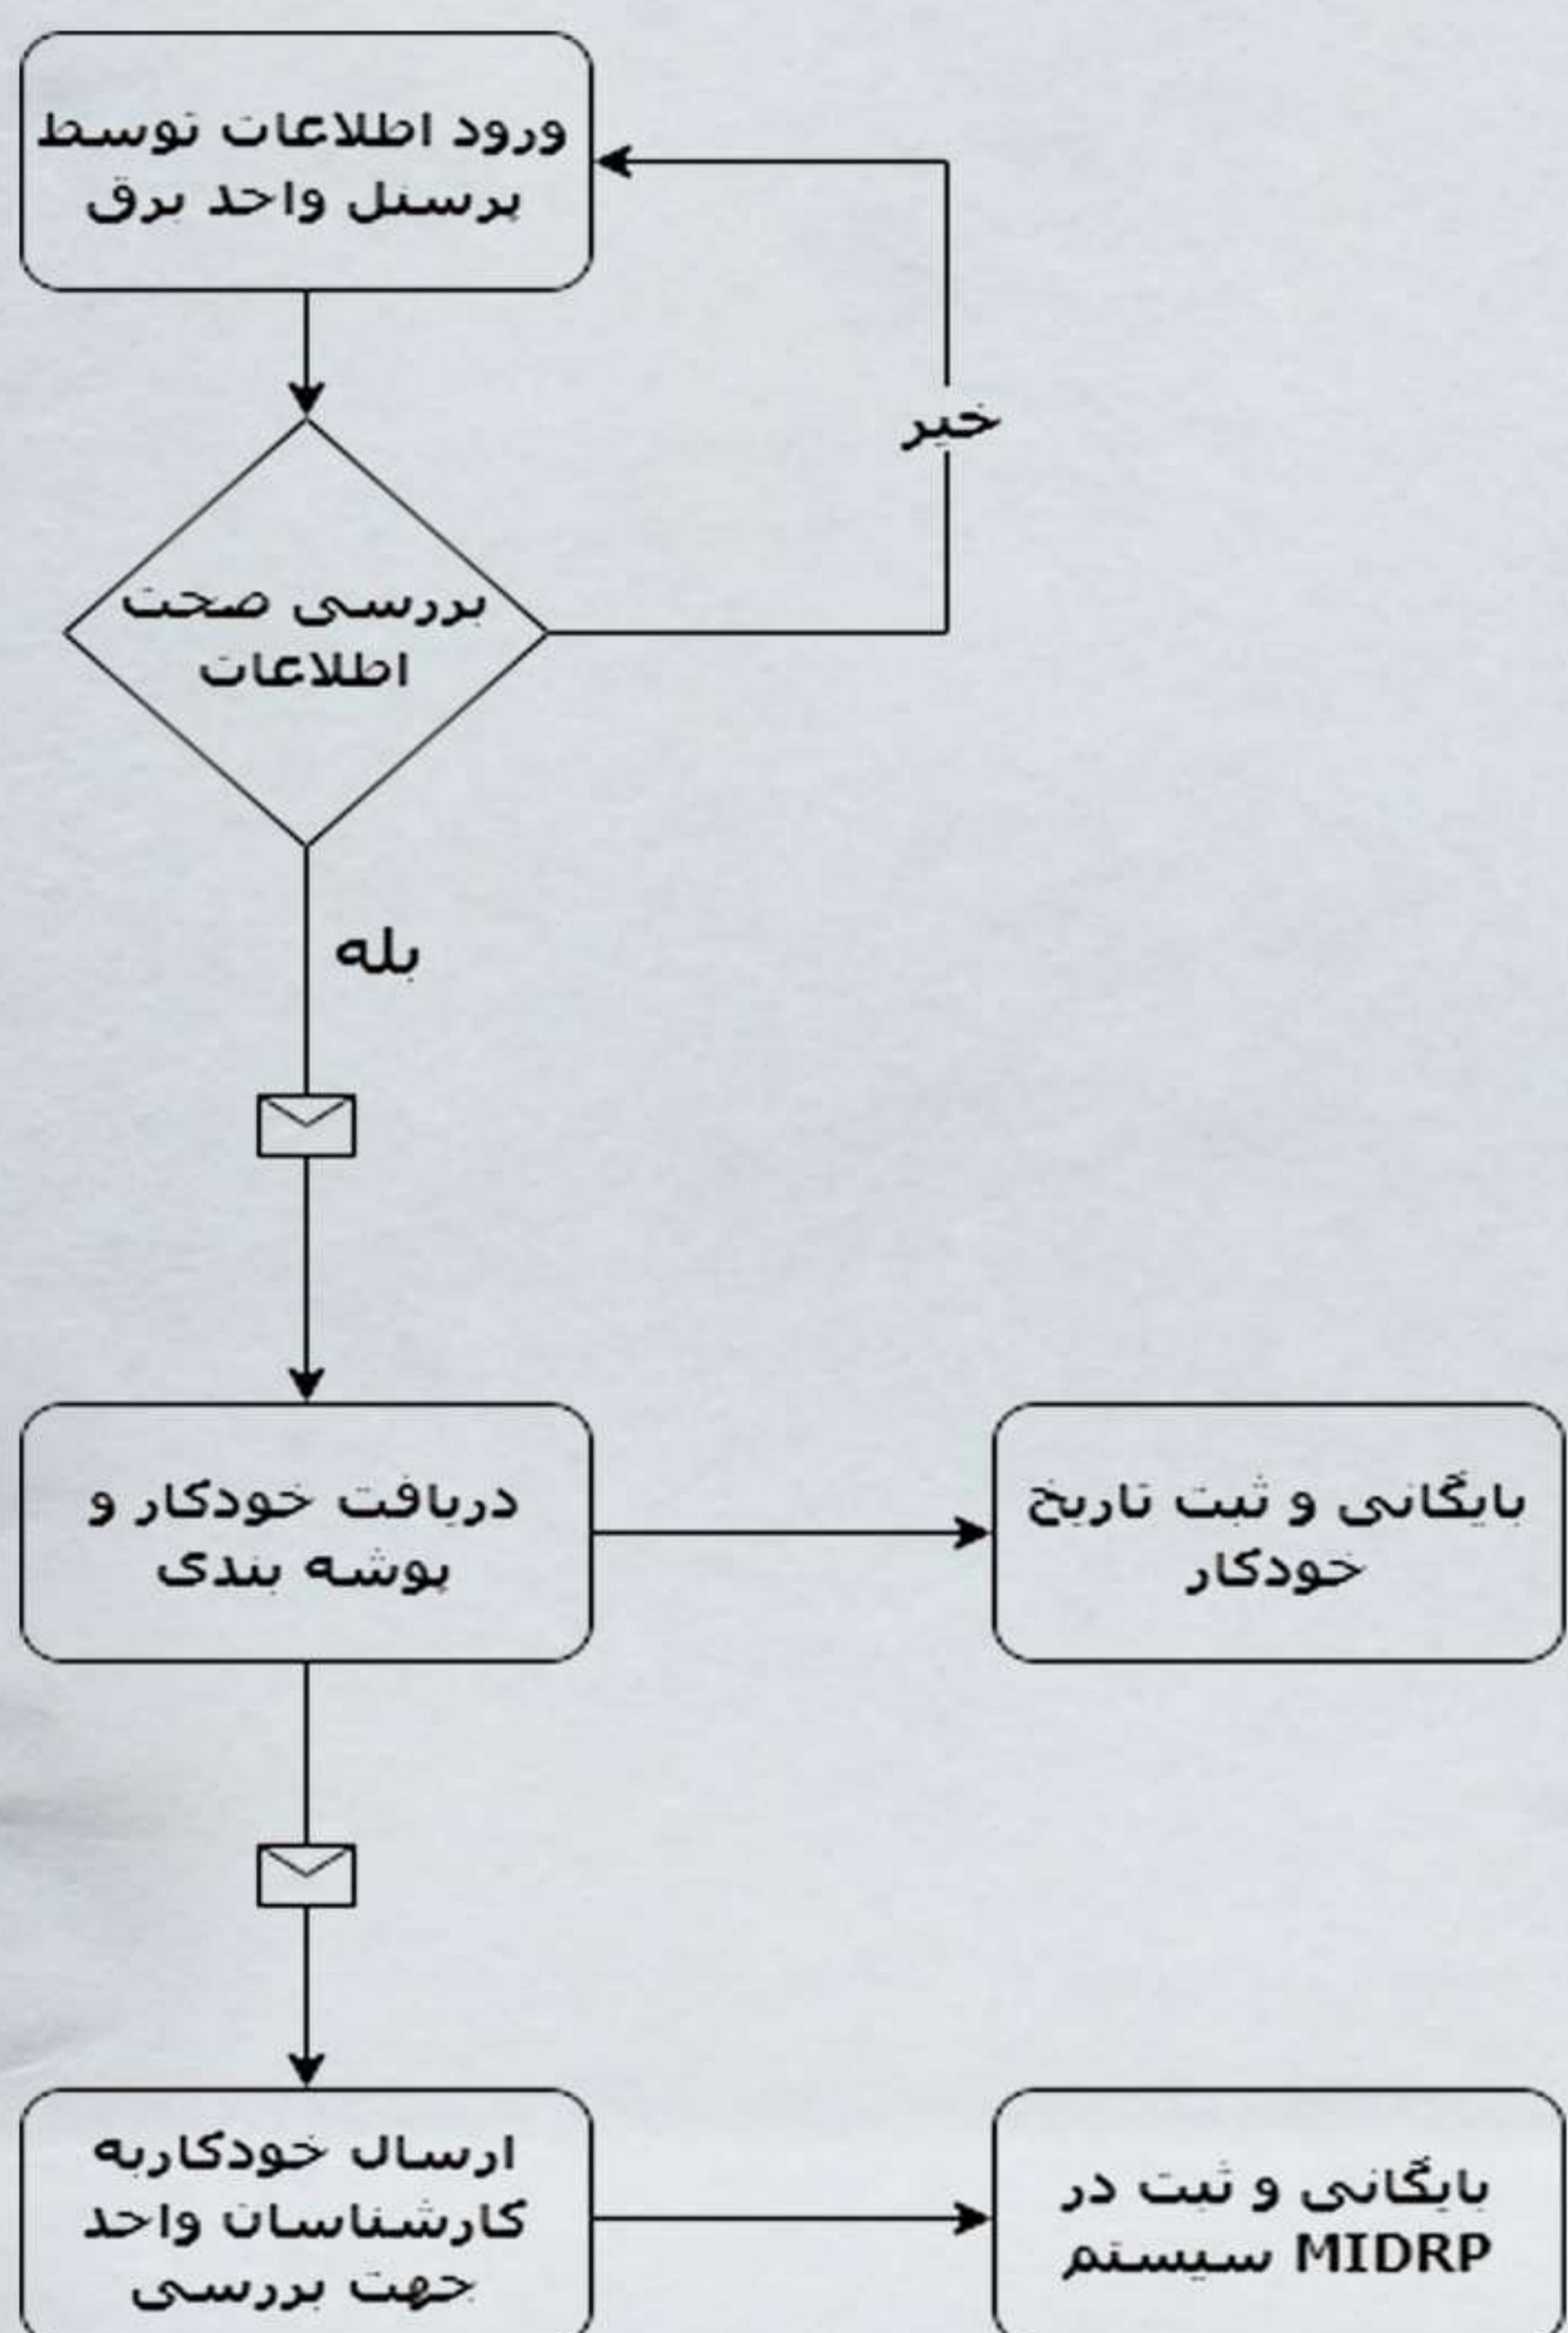 ورود اطلاعات توسط
پرسنل واحد برق
خیر
بررسی صحت
اطلاعات
بله
دریافت خودکار و
پوشه بندی
بایگانی و ثبت تاریخ
خودکار
ارسال خودکاربه
کارشناسان واحد
جهت بررسی
بایگانی و ثبت در
سیستم MIDRP